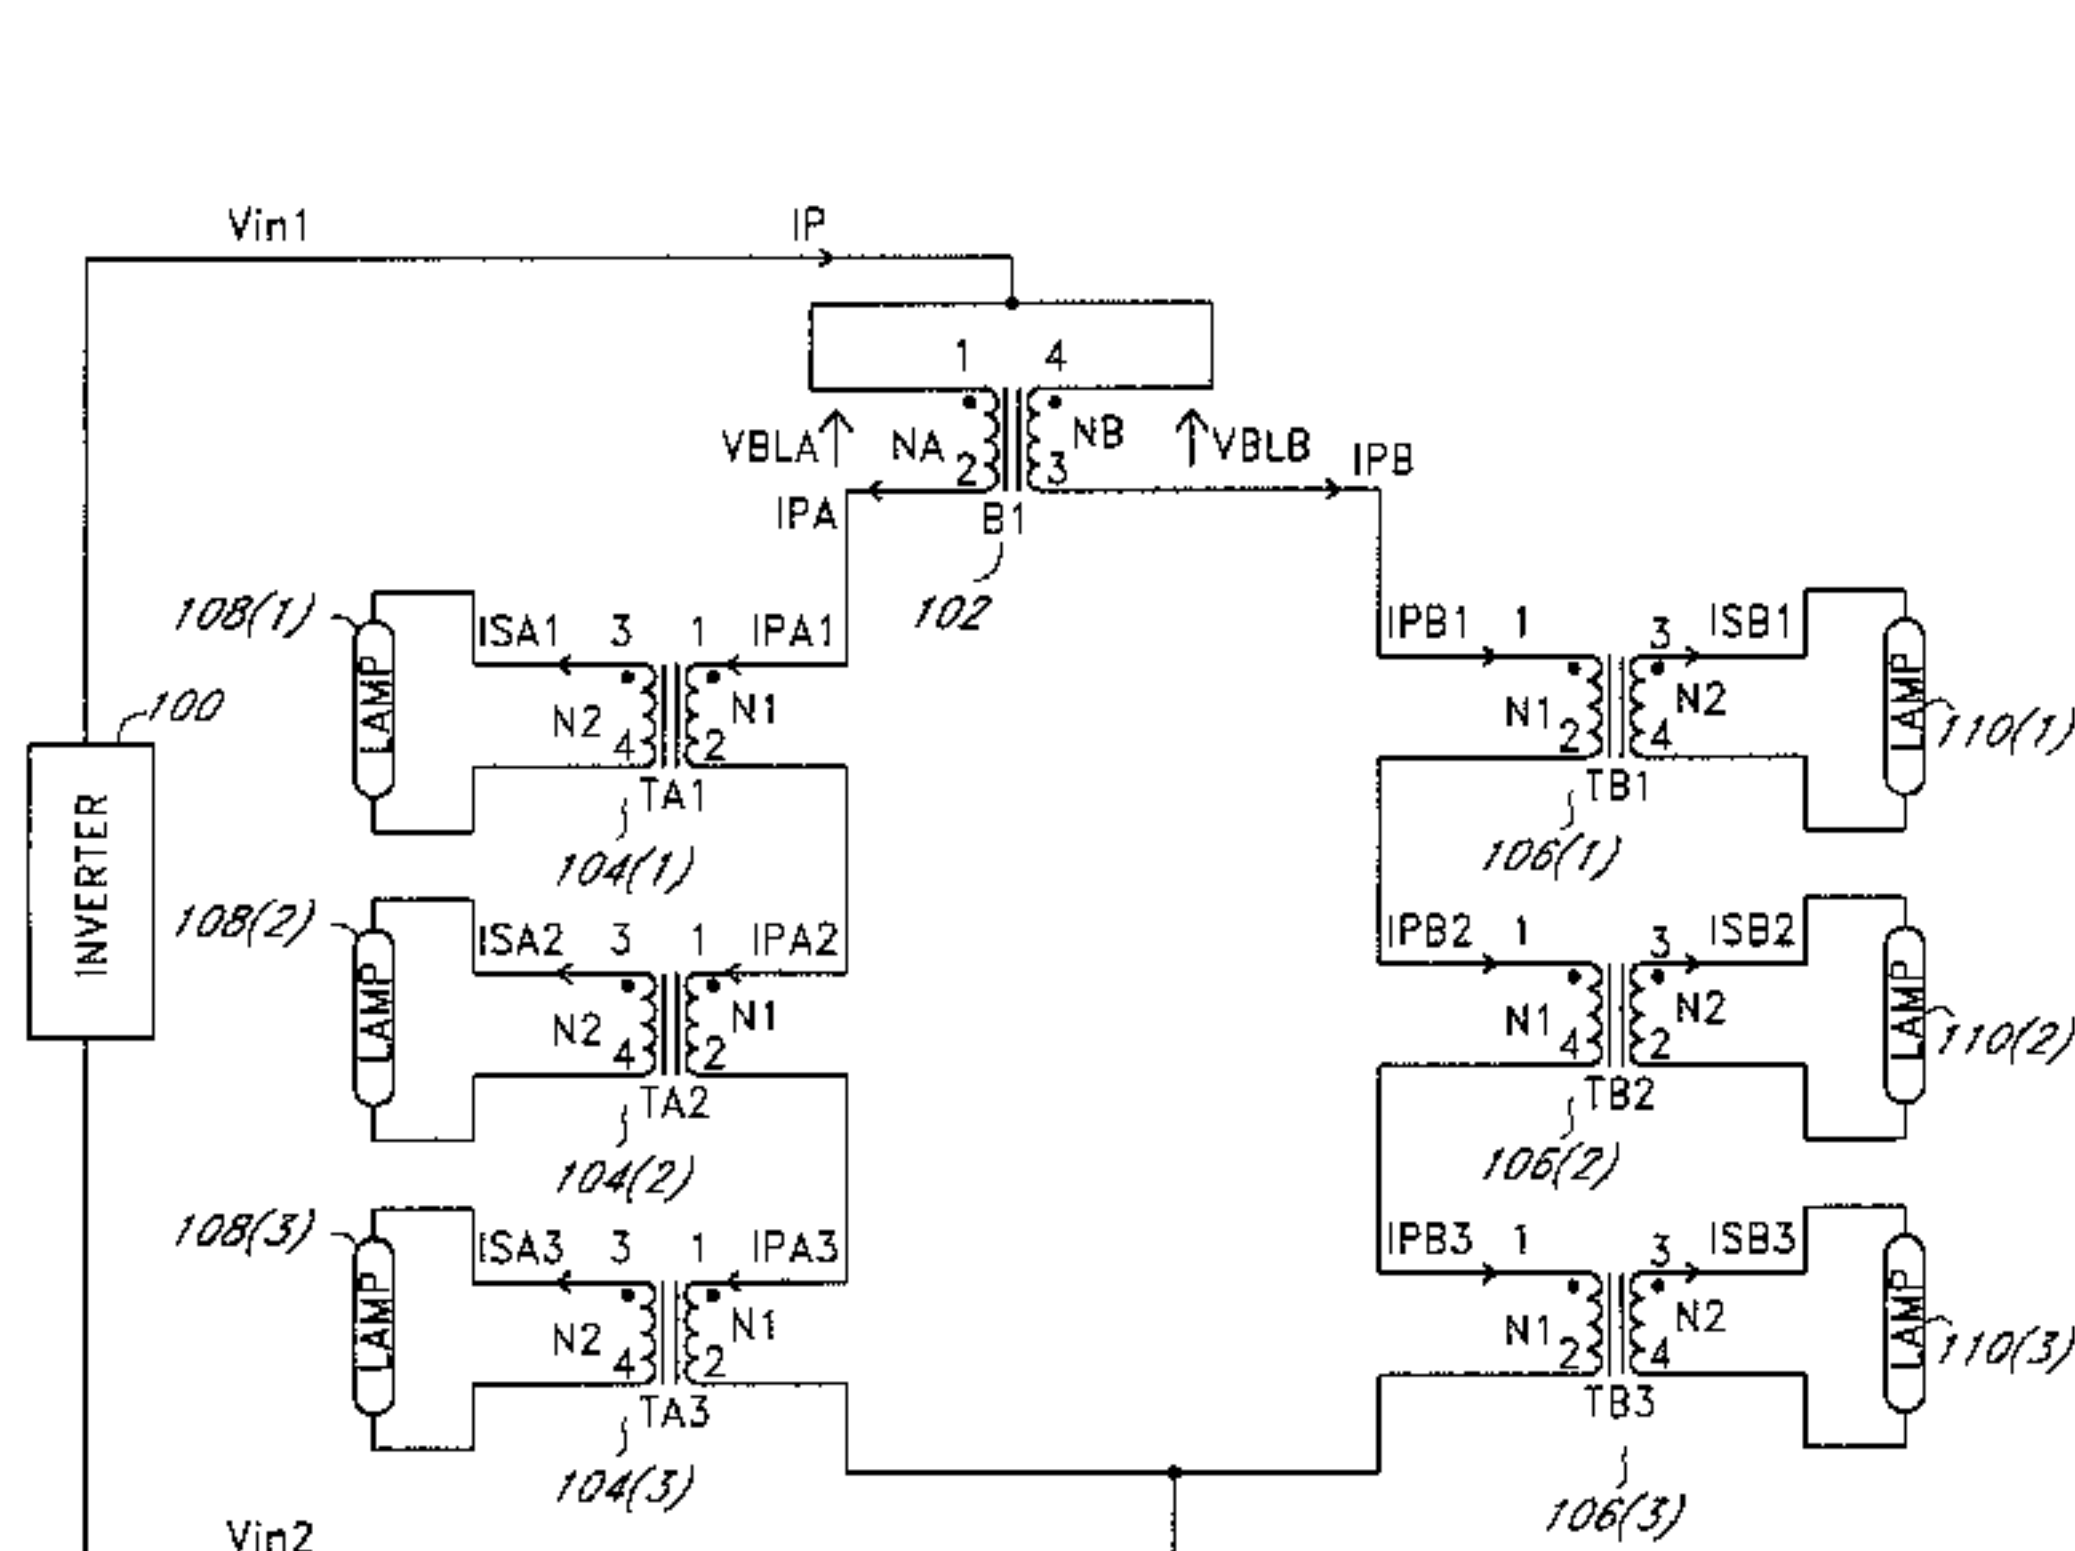 Vin1
IP
1 4
VBLA NA NB VBLB
2 3
IPA IPB
B1
102
108(1)
LAMP
ISA1 3 1 IPA1
N2 N1
4 2
TA1
104(1)
IPB1 1 3 ISB1
N1 N2
2 4
TB1
106(1)
LAMP
110(1)
100
INVERTER
108(2)
LAMP
ISA2 3 1 IPA2
N2 N1
4 2
TA2
104(2)
IPB2 1 3 ISB2
N1 N2
4 2
TB2
106(2)
LAMP
110(2)
108(3)
LAMP
ISA3 3 1 IPA3
N2 N1
4 2
TA3
104(3)
IPB3 1 3 ISB3
N1 N2
2 4
TB3
106(3)
LAMP
110(3)
Vin2